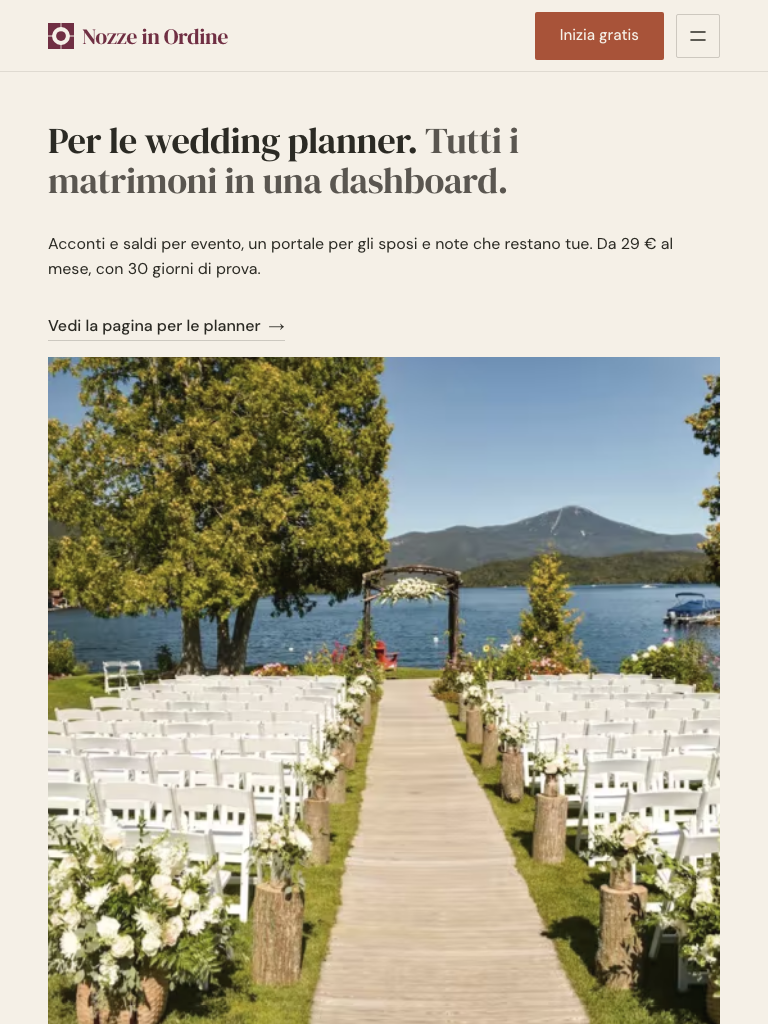 Nozze in Ordine
Inizia gratis
Per le wedding planner. Tutti i
matrimoni in una dashboard.
Acconti e saldi per evento, un portale per gli sposi e note che restano tue. Da 29 € al
mese, con 30 giorni di prova.
Vedi la pagina per le planner →